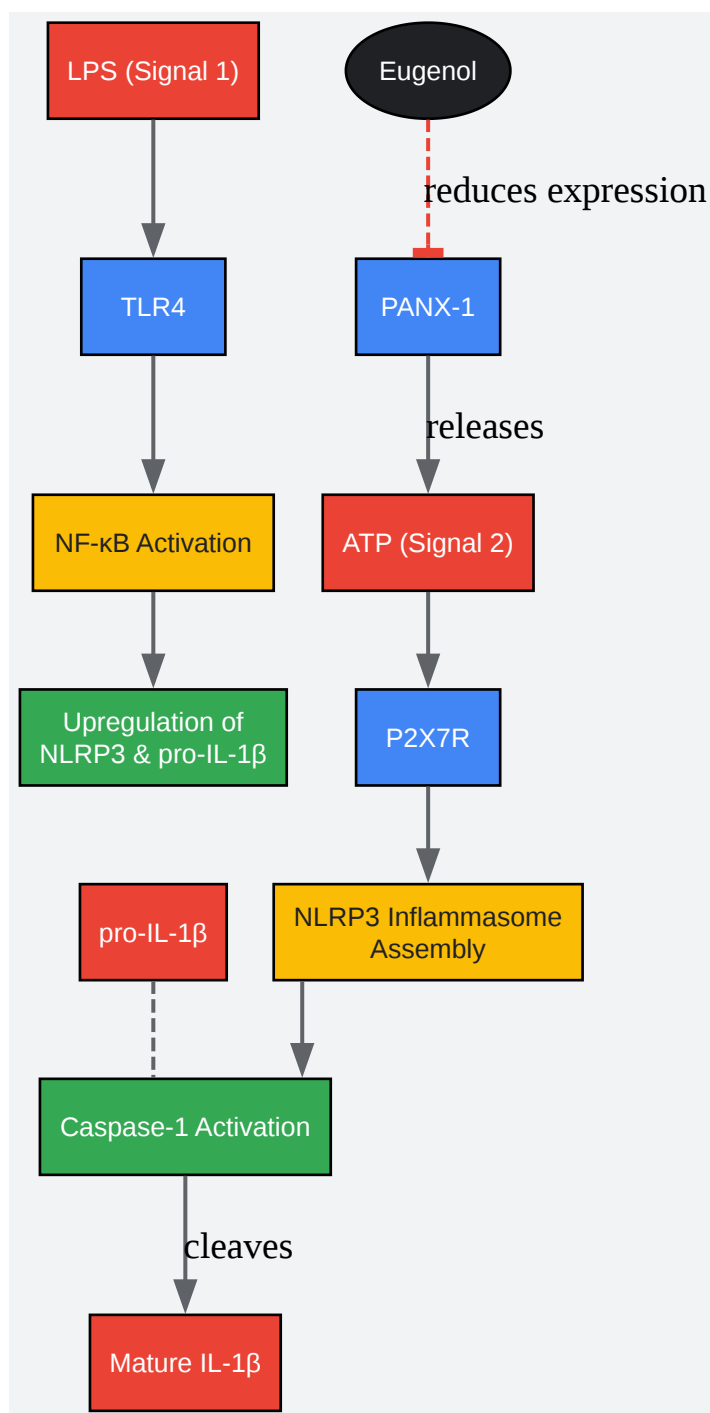 LPS (Signal 1)
Eugenol
reduces expression
TLR4
PANX-1
releases
NF-κB Activation
ATP (Signal 2)
Upregulation of
NLRP3 & pro-IL-1β
P2X7R
pro-IL-1β
NLRP3 Inflammasome
Assembly
Caspase-1 Activation
cleaves
Mature IL-1β